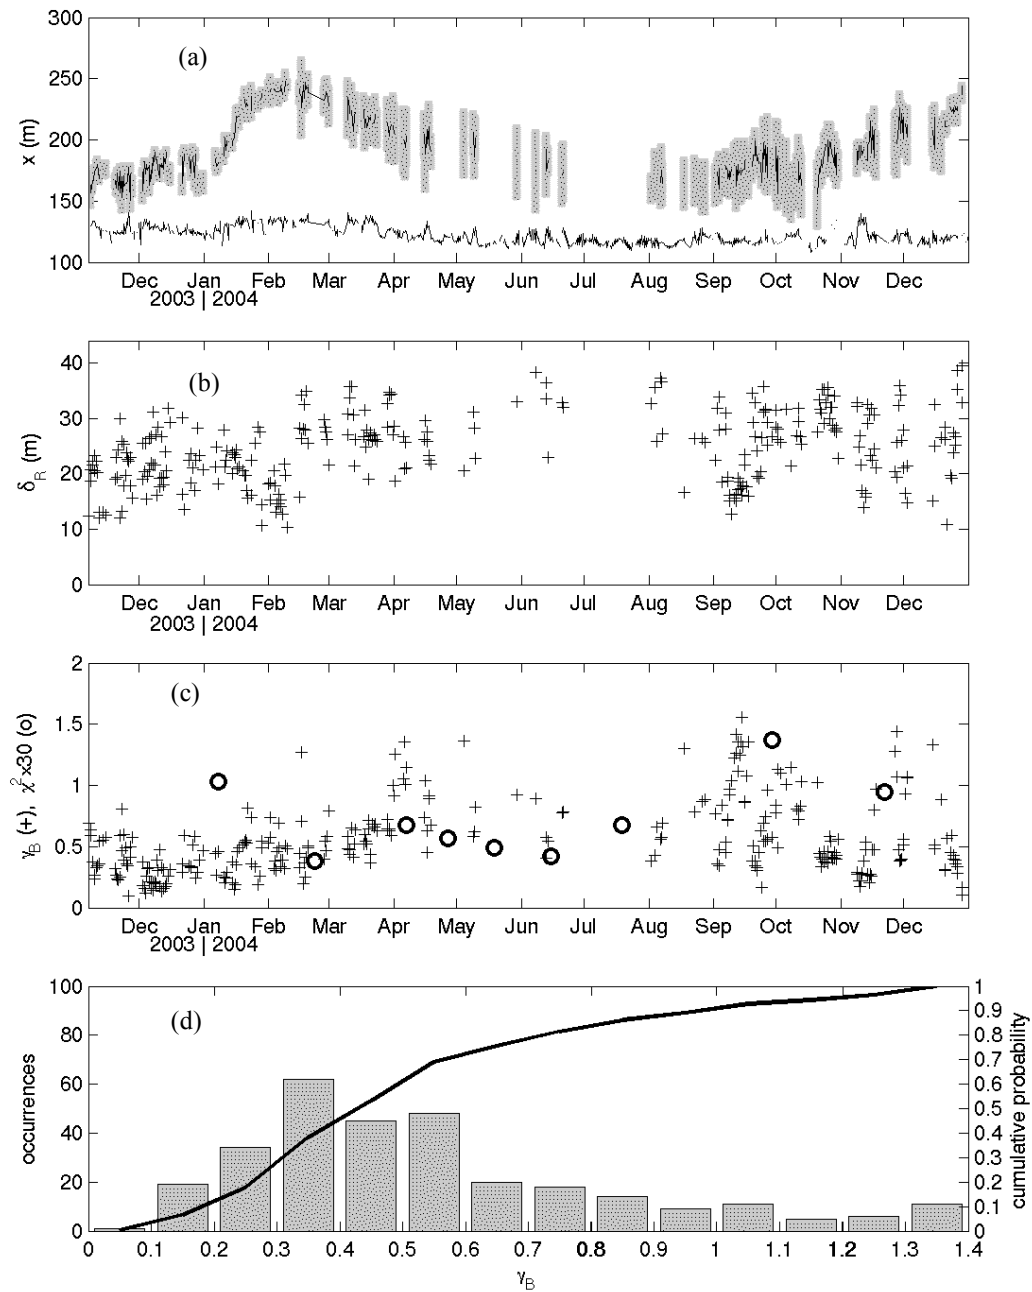 300
250
200
150
100
x (m)
(a)
Dec Jan Feb Mar Apr May Jun Jul Aug Sep Oct Nov Dec
2003 | 2004
40
30
20
10
0
δR (m)
(b)
Dec Jan Feb Mar Apr May Jun Jul Aug Sep Oct Nov Dec
2003 | 2004
2
1.5
1
0.5
0
γB (+), χ²x30 (o)
(c)
Dec Jan Feb Mar Apr May Jun Jul Aug Sep Oct Nov Dec
2003 | 2004
100
80
60
40
20
0
occurrences
(d)
1
0.9
0.8
0.7
0.6
0.5
0.4
0.3
0.2
0.1
0
cumulative probability
0 0.1 0.2 0.3 0.4 0.5 0.6 0.7 0.8 0.9 1 1.1 1.2 1.3 1.4
γB